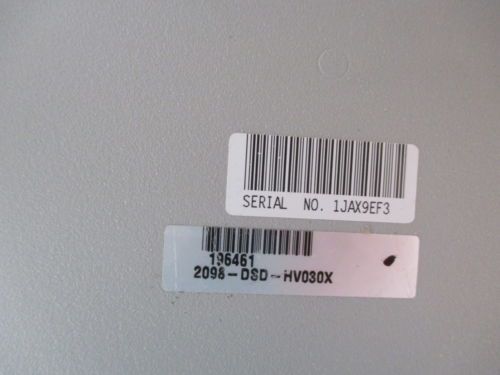 SERIAL NO. 1JAX9EF3
196461
2098-DSD-HV030X